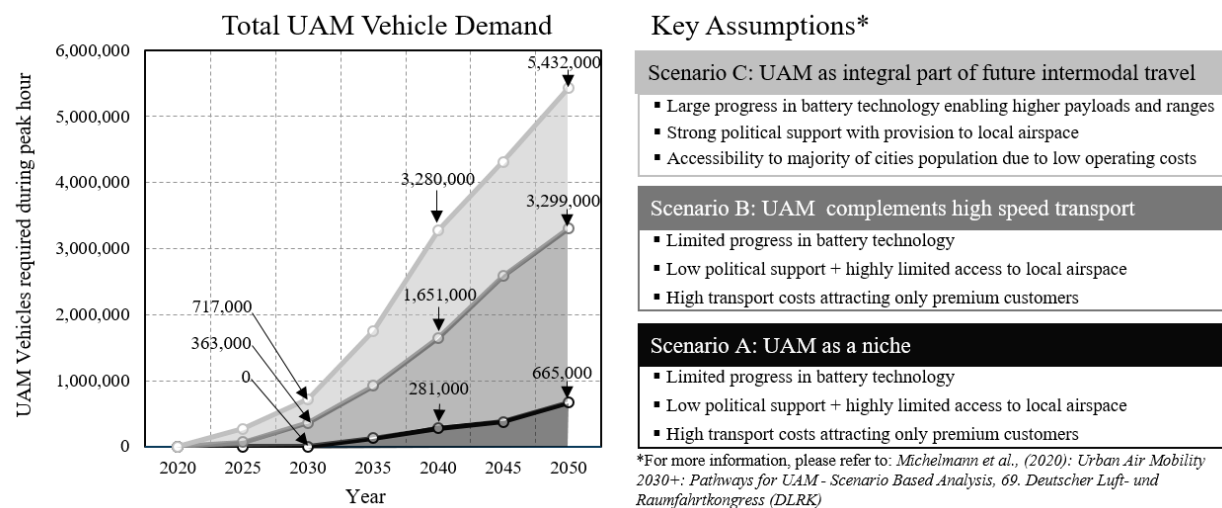 Total UAM Vehicle Demand
UAM Vehicles required during peak hour
6,000,000
5,000,000
4,000,000
3,000,000
2,000,000
1,000,000
0
5,432,000
3,280,000
3,299,000
1,651,000
717,000
363,000
0
281,000
665,000
2020 2025 2030 2035 2040 2045 2050
Year
Key Assumptions*
Scenario C: UAM as integral part of future intermodal travel
▪ Large progress in battery technology enabling higher payloads and ranges
▪ Strong political support with provision to local airspace
▪ Accessibility to majority of cities population due to low operating costs
Scenario B: UAM complements high speed transport
▪ Limited progress in battery technology
▪ Low political support + highly limited access to local airspace
▪ High transport costs attracting only premium customers
Scenario A: UAM as a niche
▪ Limited progress in battery technology
▪ Low political support + highly limited access to local airspace
▪ High transport costs attracting only premium customers
*For more information, please refer to: Michelmann et al., (2020): Urban Air Mobility
2030+: Pathways for UAM - Scenario Based Analysis, 69. Deutscher Luft- und
Raumfahrtkongress (DLRK)